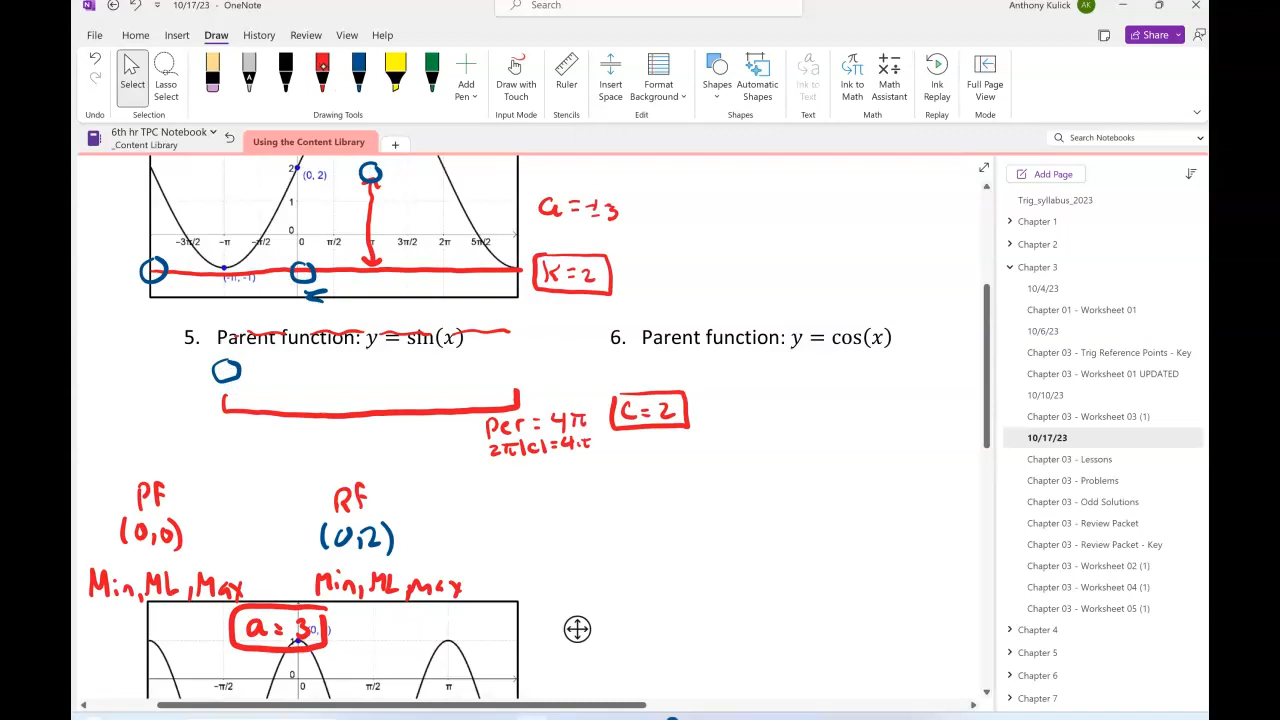 10/17/23 - OneNote
Search
Anthony Kulick
AK
File Home Insert Draw History Review View Help
Share
Undo
Select
Lasso Select
Add Pen
Draw with Touch
Ruler
Insert Space
Format Background
Shapes
Automatic Shapes
Ink to Text
Ink to Math
Math Assistant
Ink Replay
Full Page View
Undo Selection Drawing Tools Input Mode Stencils Edit Shapes Text Math Replay Mode
6th hr TPC Notebook
_Content Library
Using the Content Library
+
Search Notebooks
Add Page
Trig_syllabus_2023
Chapter 1
Chapter 2
Chapter 3
10/4/23
Chapter 01 - Worksheet 01
10/6/23
Chapter 03 - Trig Reference Points - Key
Chapter 03 - Worksheet 01 UPDATED
10/10/23
Chapter 03 - Worksheet 03 (1)
10/17/23
Chapter 03 - Lessons
Chapter 03 - Problems
Chapter 03 - Odd Solutions
Chapter 03 - Review Packet
Chapter 03 - Review Packet - Key
Chapter 03 - Worksheet 02 (1)
Chapter 03 - Worksheet 04 (1)
Chapter 03 - Worksheet 05 (1)
Chapter 4
Chapter 5
Chapter 6
Chapter 7
2
(0, 2)
1
a = ±3
0
−3π/2 −π −π/2 0 π/2 π 3π/2 2π 5π/2
(-π, -1)
K = 2
5. Parent function: y = sin(x)
6. Parent function: y = cos(x)
C = 2
Per = 4π
2π|c| = 4π
PF RF
(0,0) (0,2)
Min, ML, Max Min, ML, Max
a = 3
1
0
−π/2 0 π/2 π